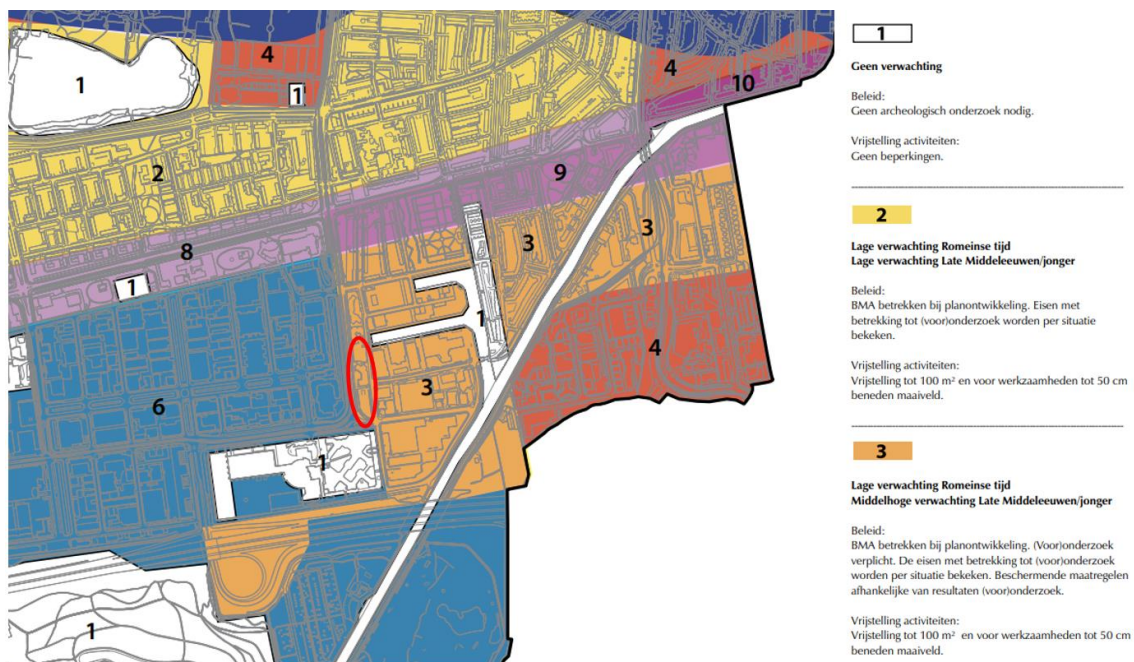 4
4
1
1
10
2
9
3
3
8
1
1
4
6
3
1
1
1
Geen verwachting
Beleid:
Geen archeologisch onderzoek nodig.
Vrijstelling activiteiten:
Geen beperkingen.
2
Lage verwachting Romeinse tijd
Lage verwachting Late Middeleeuwen/jonger
Beleid:
BMA betrekken bij planontwikkeling. Eisen met
betrekking tot (voor)onderzoek worden per situatie
bekeken.
Vrijstelling activiteiten:
Vrijstelling tot 100 m² en voor werkzaamheden tot 50 cm
beneden maaiveld.
3
Lage verwachting Romeinse tijd
Middelhoge verwachting Late Middeleeuwen/jonger
Beleid:
BMA betrekken bij planontwikkeling. (Voor)onderzoek
verplicht. De eisen met betrekking tot (voor)onderzoek
worden per situatie bekeken. Beschermende maatregelen
afhankelijke van resultaten (voor)onderzoek.
Vrijstelling activiteiten:
Vrijstelling tot 100 m² en voor werkzaamheden tot 50 cm
beneden maaiveld.